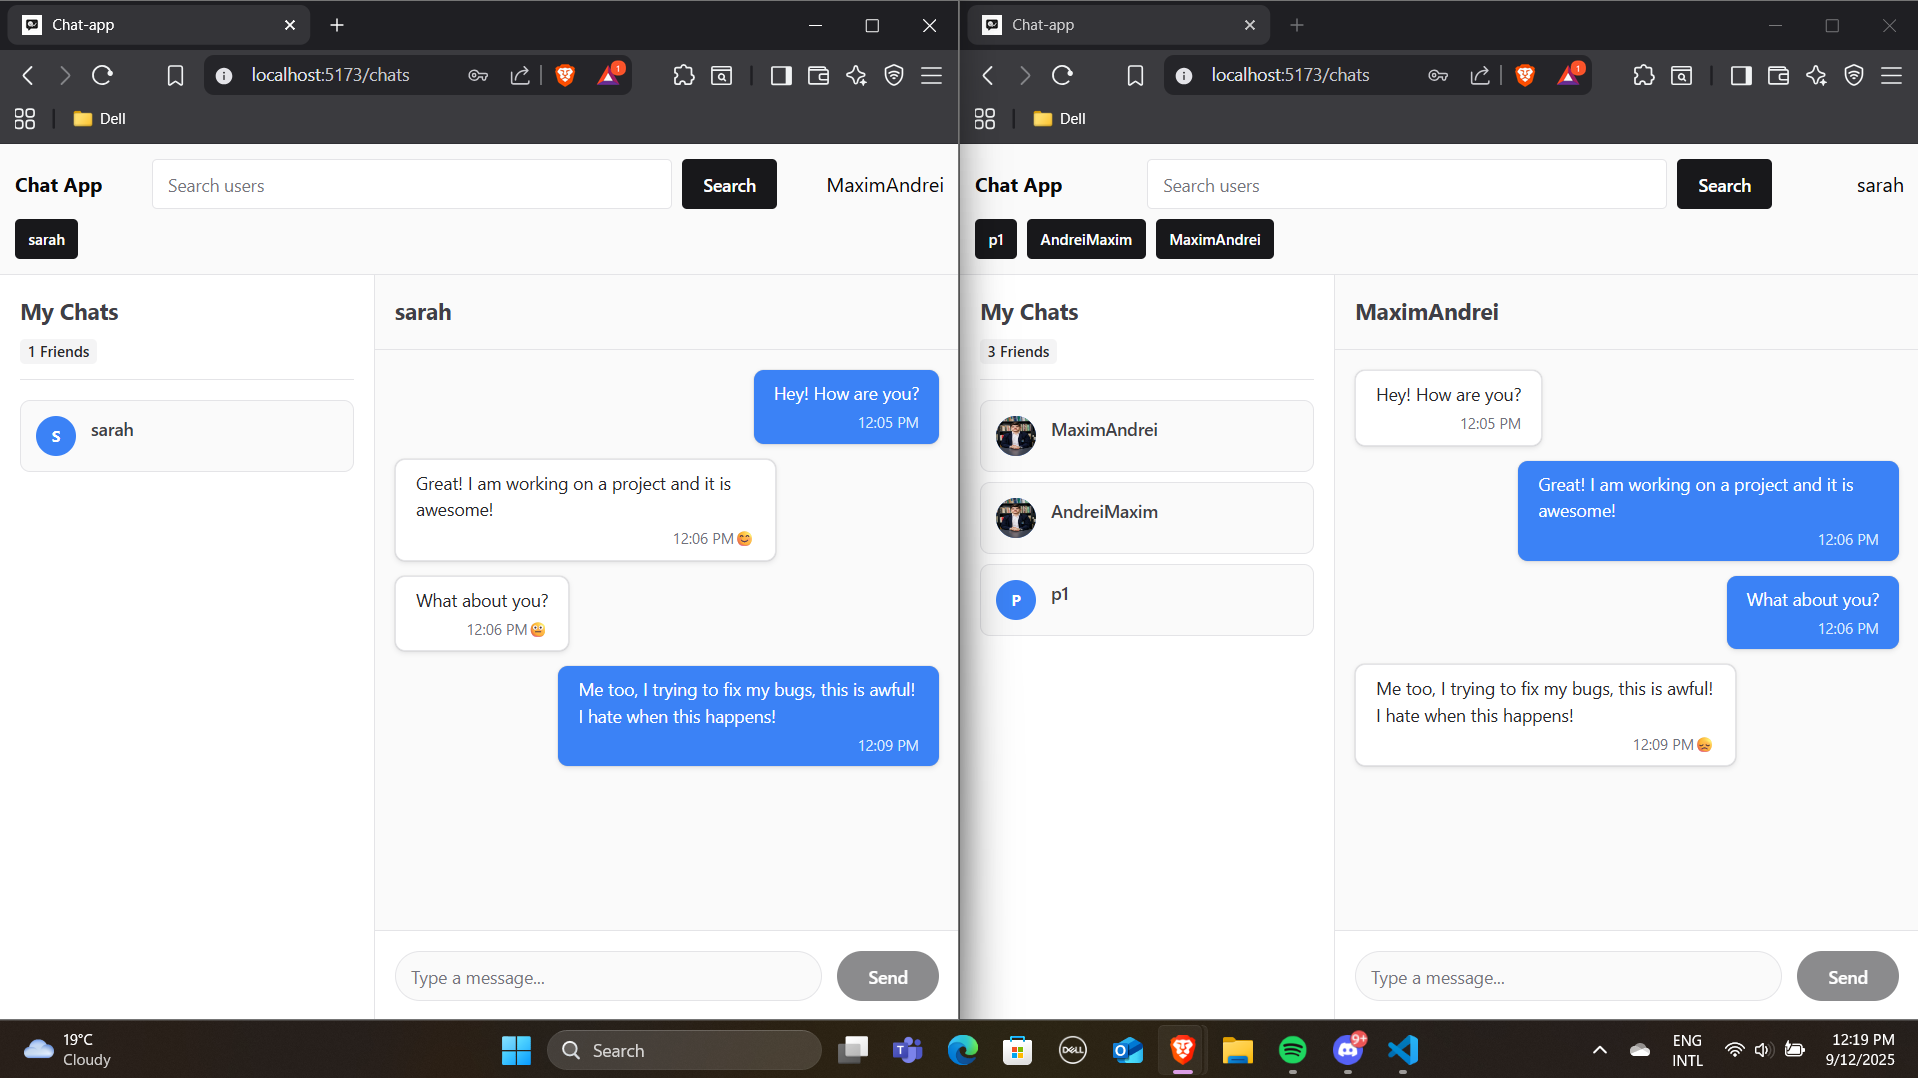 Chat-app
localhost:5173/chats
1
Dell
Chat App
Search users
Search
MaximAndrei
sarah
My Chats
1 Friends
S
sarah
sarah
Hey! How are you?
12:05 PM
Great! I am working on a project and it is
awesome!
12:06 PM😊
What about you?
12:06 PM🫤
Me too, I trying to fix my bugs, this is awful!
I hate when this happens!
12:09 PM
Type a message...
Send
Chat-app
localhost:5173/chats
1
Dell
Chat App
Search users
Search
sarah
p1
AndreiMaxim
MaximAndrei
My Chats
3 Friends
MaximAndrei
AndreiMaxim
P
p1
MaximAndrei
Hey! How are you?
12:05 PM
Great! I am working on a project and it is
awesome!
12:06 PM
What about you?
12:06 PM
Me too, I trying to fix my bugs, this is awful!
I hate when this happens!
12:09 PM😞
Type a message...
Send
19°C
Cloudy
Search
DELL
9+
ENG
INTL
12:19 PM
9/12/2025